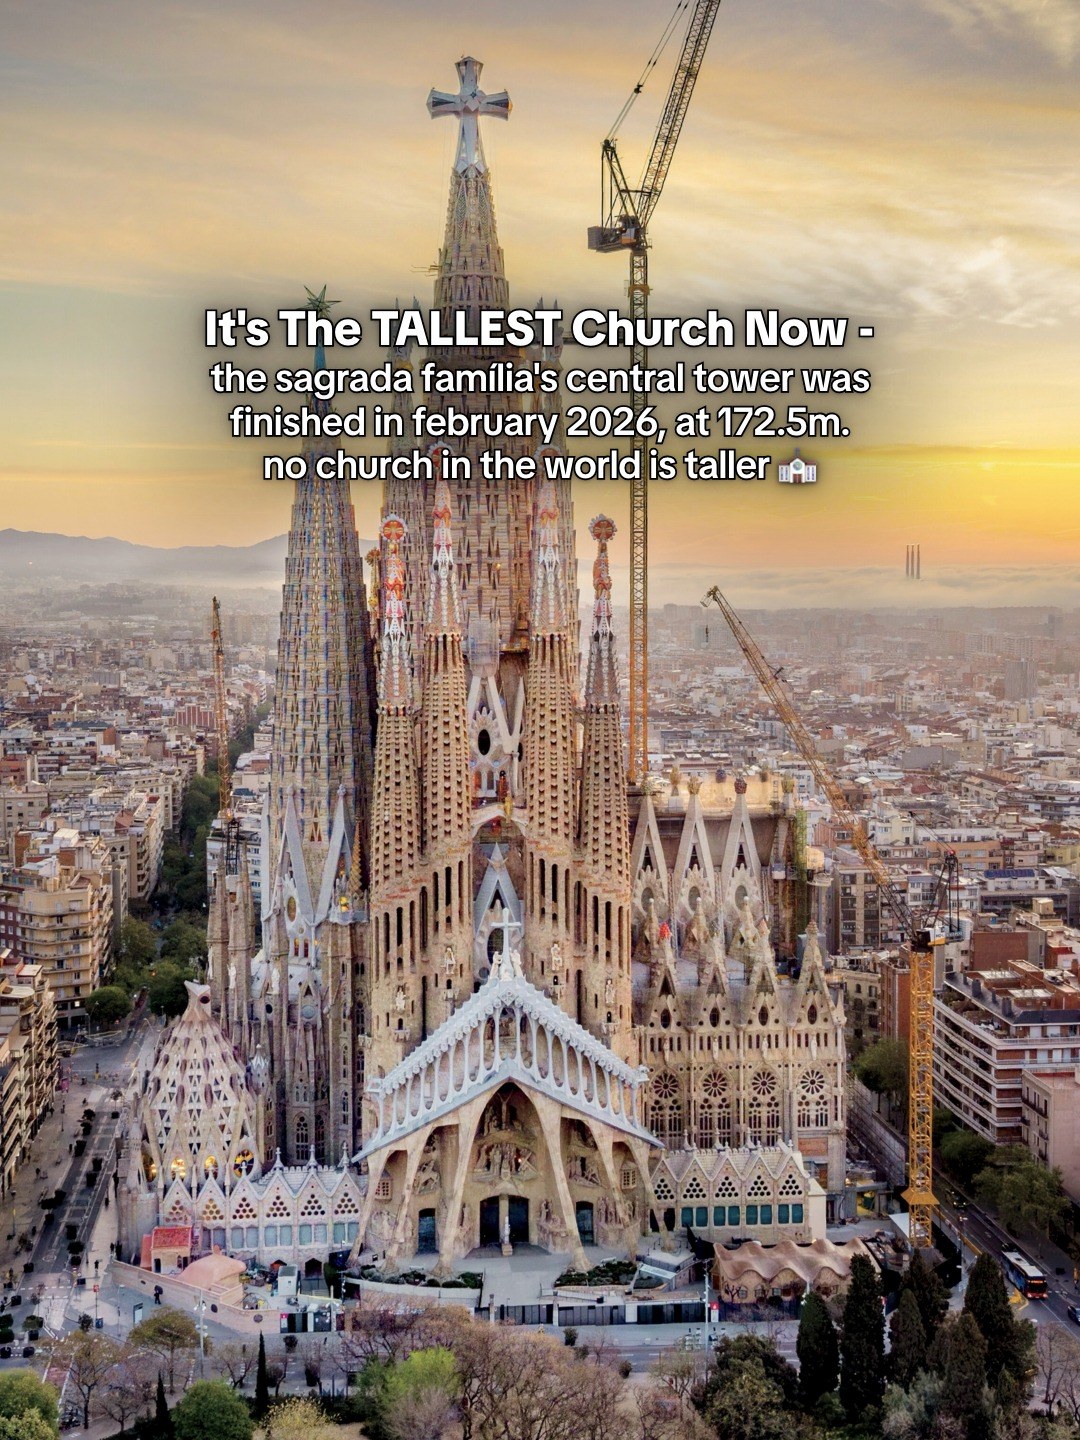 It's The TALLEST Church Now -
the sagrada família's central tower was
finished in february 2026, at 172.5m.
no church in the world is taller 💒